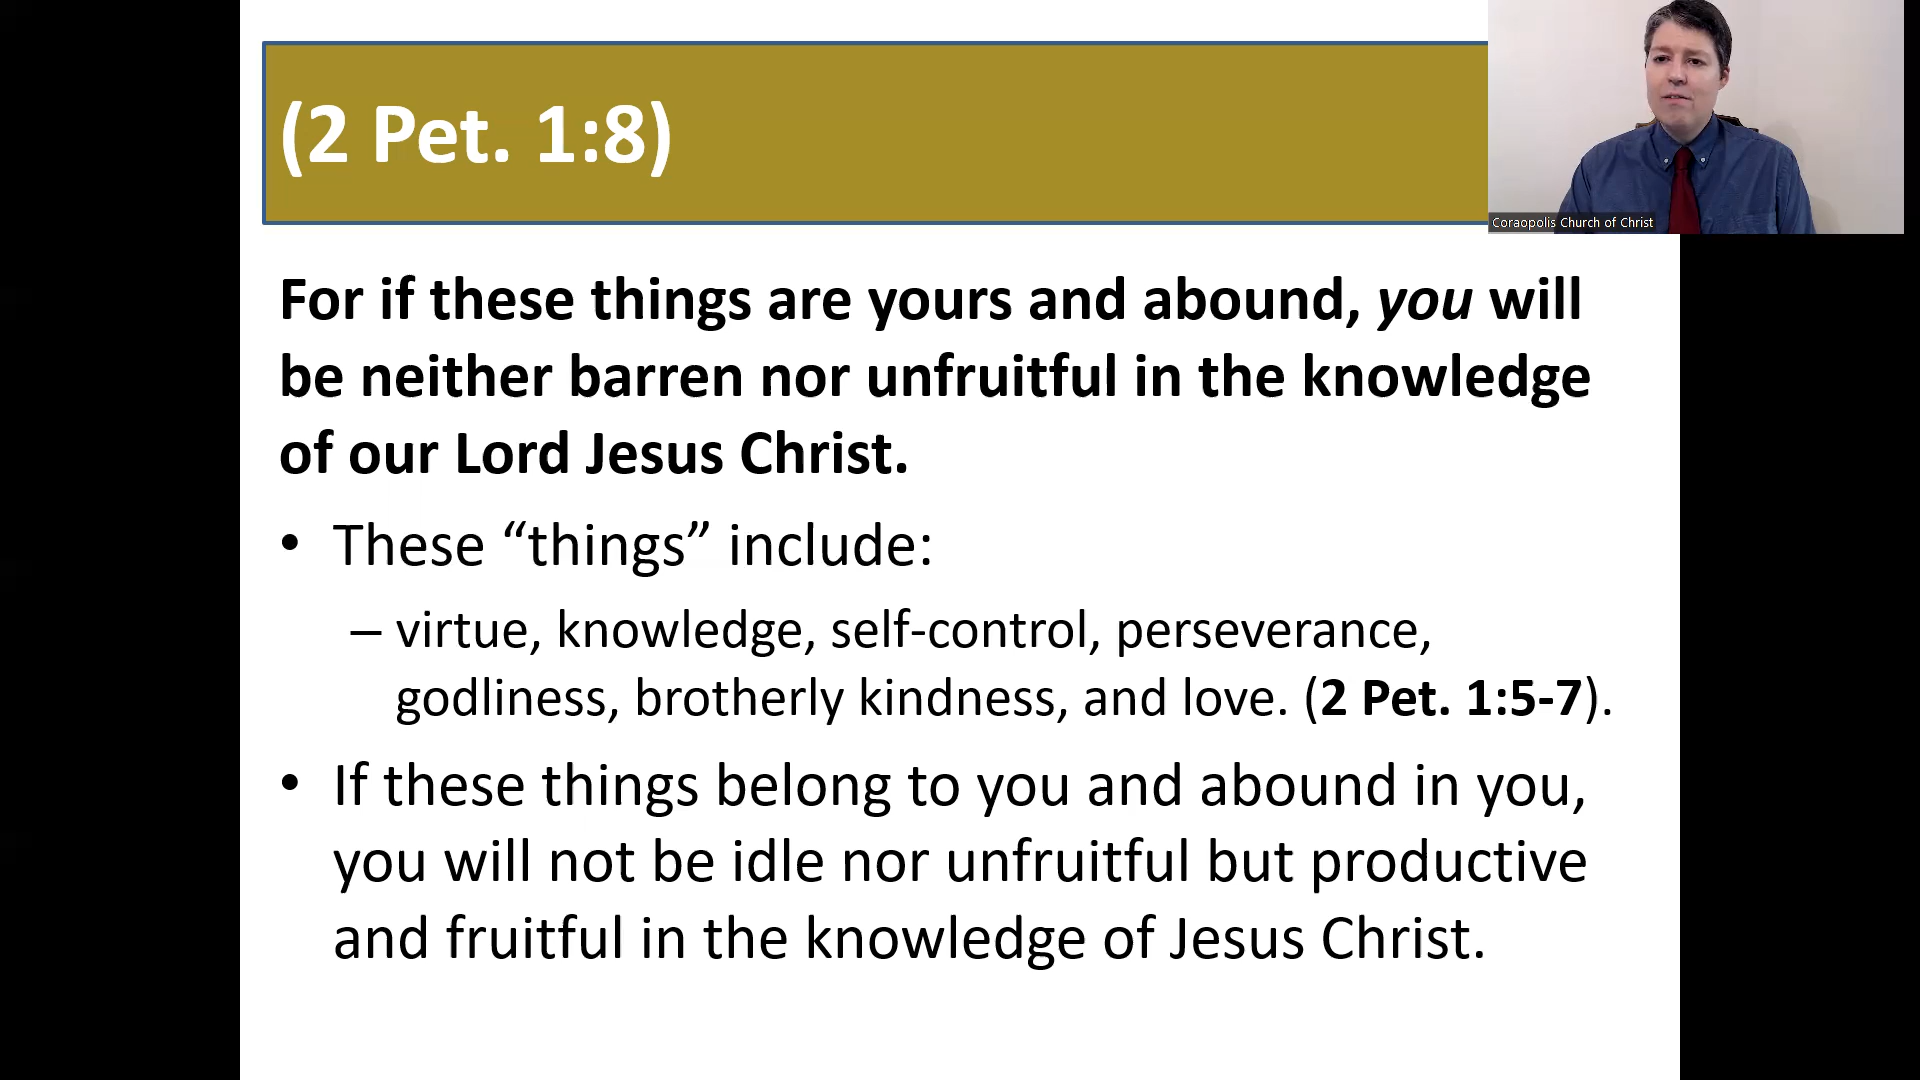 (2 Pet. 1:8)
Coraopolis Church of Christ
For if these things are yours and abound, you will
be neither barren nor unfruitful in the knowledge
of our Lord Jesus Christ.
• These “things” include:
– virtue, knowledge, self-control, perseverance,
godliness, brotherly kindness, and love. (2 Pet. 1:5-7).
• If these things belong to you and abound in you,
you will not be idle nor unfruitful but productive
and fruitful in the knowledge of Jesus Christ.